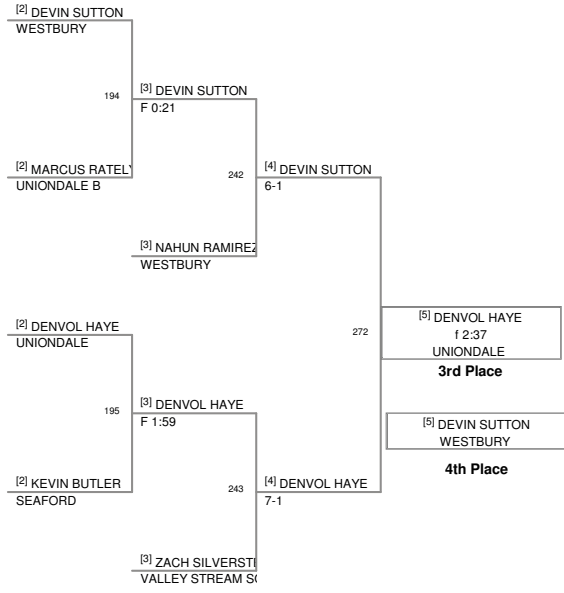 [2] DEVIN SUTTON
WESTBURY
194
[3] DEVIN SUTTON
F 0:21
[2] MARCUS RATELY
UNIONDALE B
242
[4] DEVIN SUTTON
6-1
[3] NAHUN RAMIREZ
WESTBURY
[2] DENVOL HAYE
UNIONDALE
272
[5] DENVOL HAYE
f 2:37
UNIONDALE
3rd Place
195
[3] DENVOL HAYE
F 1:59
[5] DEVIN SUTTON
WESTBURY
4th Place
[2] KEVIN BUTLER
SEAFORD
243
[4] DENVOL HAYE
7-1
[3] ZACH SILVERSTI
VALLEY STREAM SO